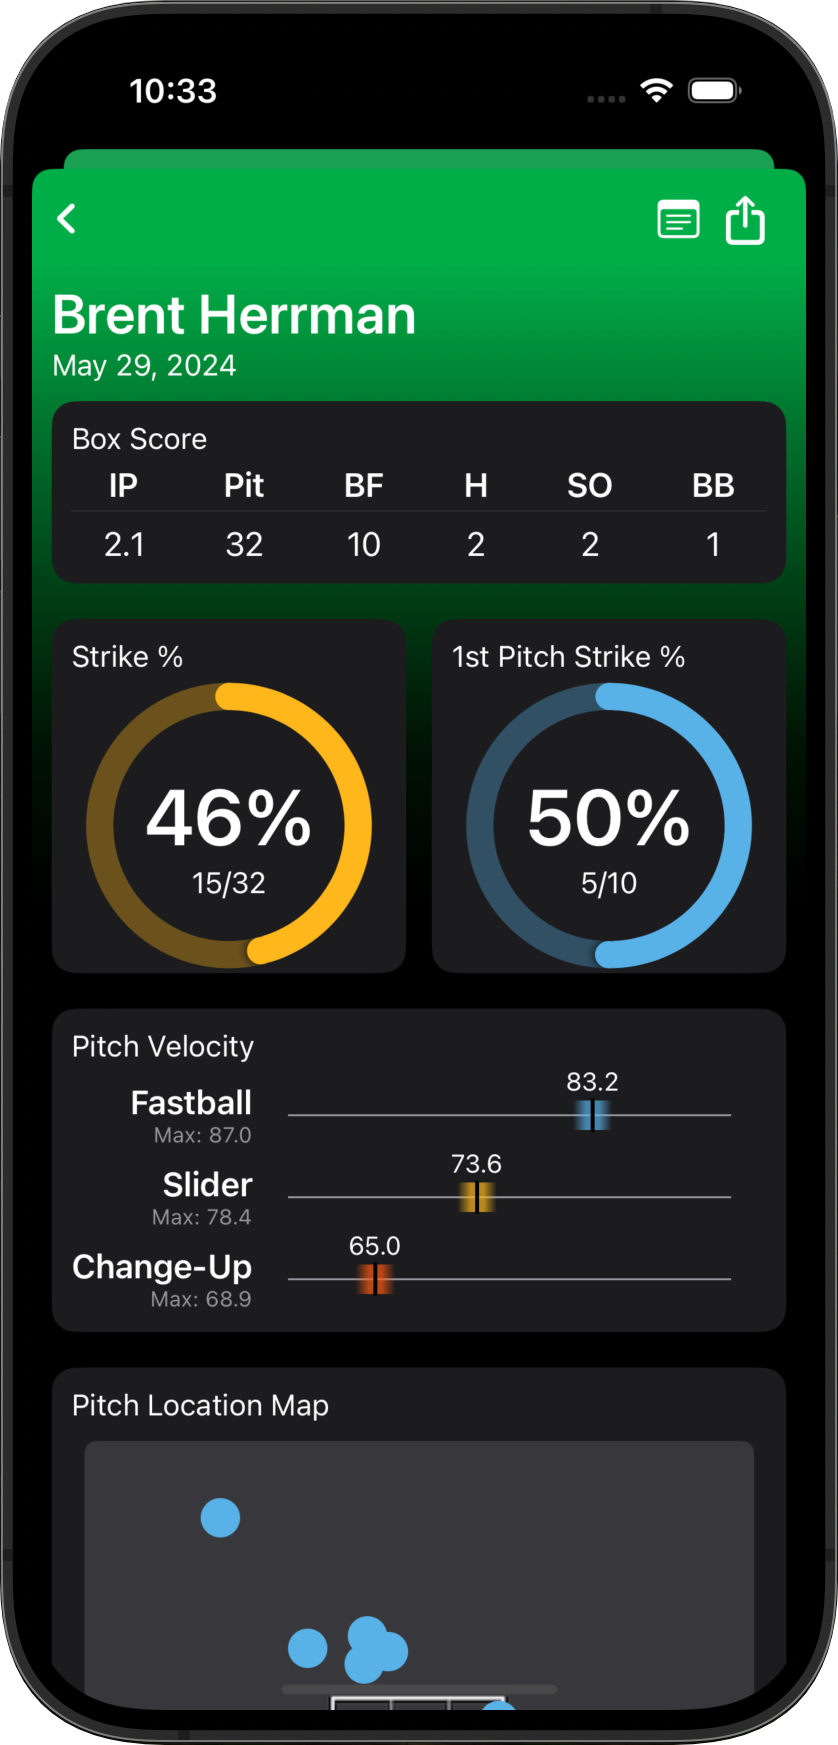 10:33
Brent Herrman
May 29, 2024
Box Score
IP Pit BF H SO BB
2.1 32 10 2 2 1
Strike %
46%
15/32
1st Pitch Strike %
50%
5/10
Pitch Velocity
83.2
Fastball
Max: 87.0
73.6
Slider
Max: 78.4
65.0
Change-Up
Max: 68.9
Pitch Location Map